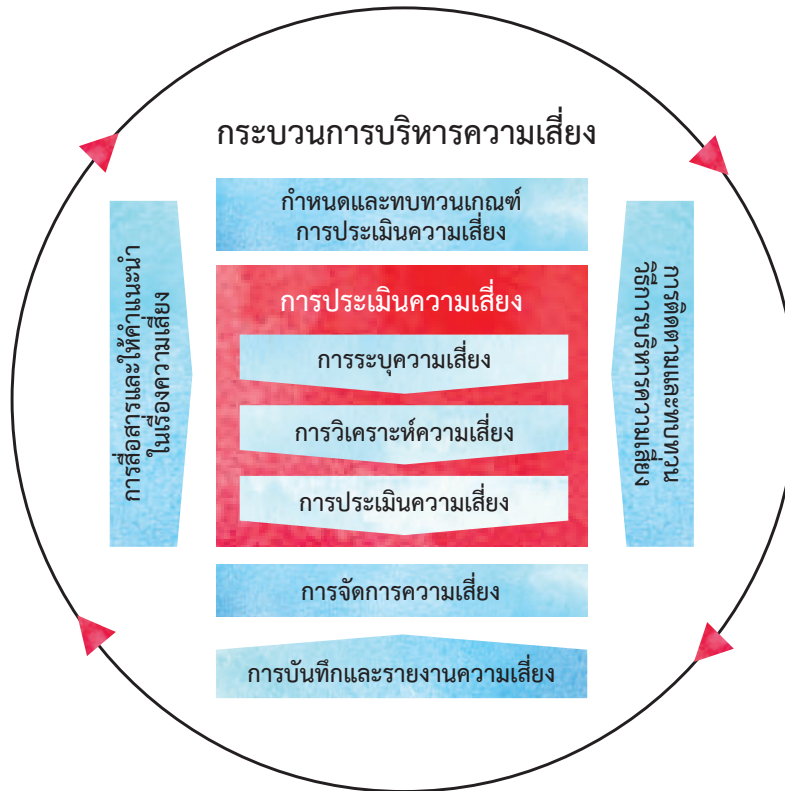 กระบวนการบริหารความเสี่ยง
กำหนดและทบทวนเกณฑ์
การประเมินความเสี่ยง
การสื่อสารและให้คำแนะนำ
ในเรื่องความเสี่ยง
การประเมินความเสี่ยง
การระบุความเสี่ยง
การวิเคราะห์ความเสี่ยง
การประเมินความเสี่ยง
การติดตามและทบทวน
วิธีการบริหารความเสี่ยง
การจัดการความเสี่ยง
การบันทึกและรายงานความเสี่ยง